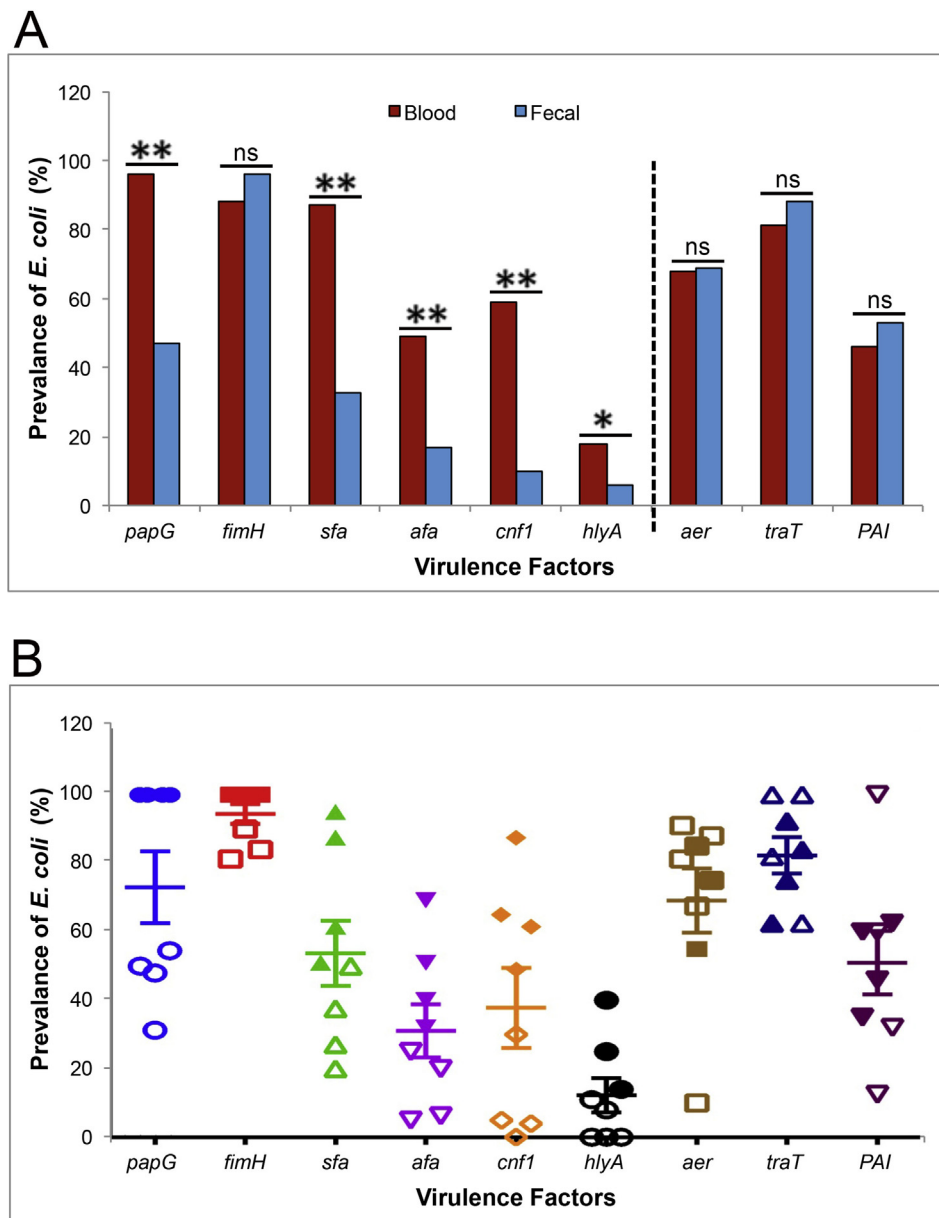 A
120
Blood Fecal
100
80
60
40
20
0
** ns ** ** ** * ns ns ns
Prevalance of E. coli (%)
papG fimH sfa afa cnf1 hlyA aer traT PAI
Virulence Factors
B
120
100
80
60
40
20
0
Prevalance of E. coli (%)
papG fimH sfa afa cnf1 hlyA aer traT PAI
Virulence Factors